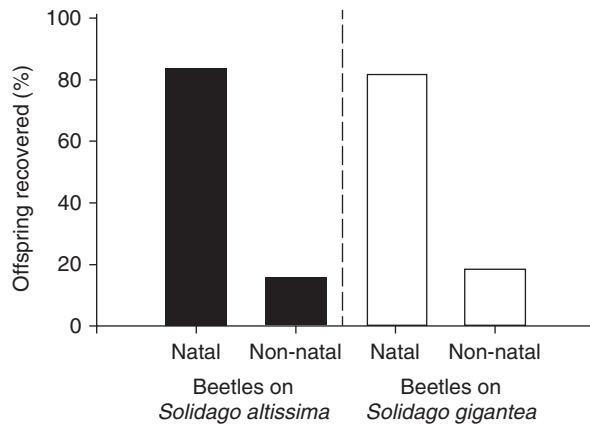 100
80
60
40
20
0
Offspring recovered (%)
Natal Non-natal Natal Non-natal
Beetles on Beetles on
Solidago altissima Solidago gigantea